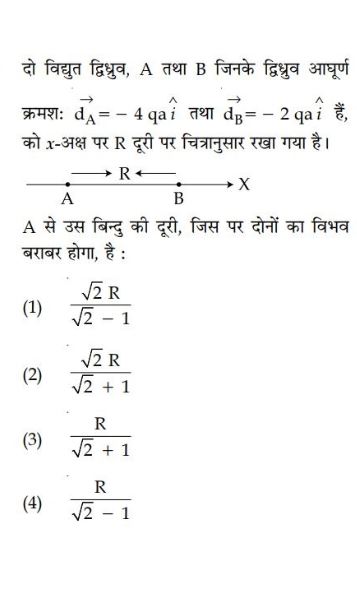 दो विद्युत द्विध्रुव, A तथा B जिनके द्विध्रुव आघूर्ण
क्रमश: $\overrightarrow{d_A} = -4\,qa\,\hat{i}$ तथा $\overrightarrow{d_B} = -2\,qa\,\hat{i}$ हैं,
को x-अक्ष पर R दूरी पर चित्रानुसार रखा गया है।
R
X
A B
A से उस बिन्दु की दूरी, जिस पर दोनों का विभव
बराबर होगा, है :
(1) $\frac{\sqrt{2}\,R}{\sqrt{2}-1}$
(2) $\frac{\sqrt{2}\,R}{\sqrt{2}+1}$
(3) $\frac{R}{\sqrt{2}+1}$
(4) $\frac{R}{\sqrt{2}-1}$